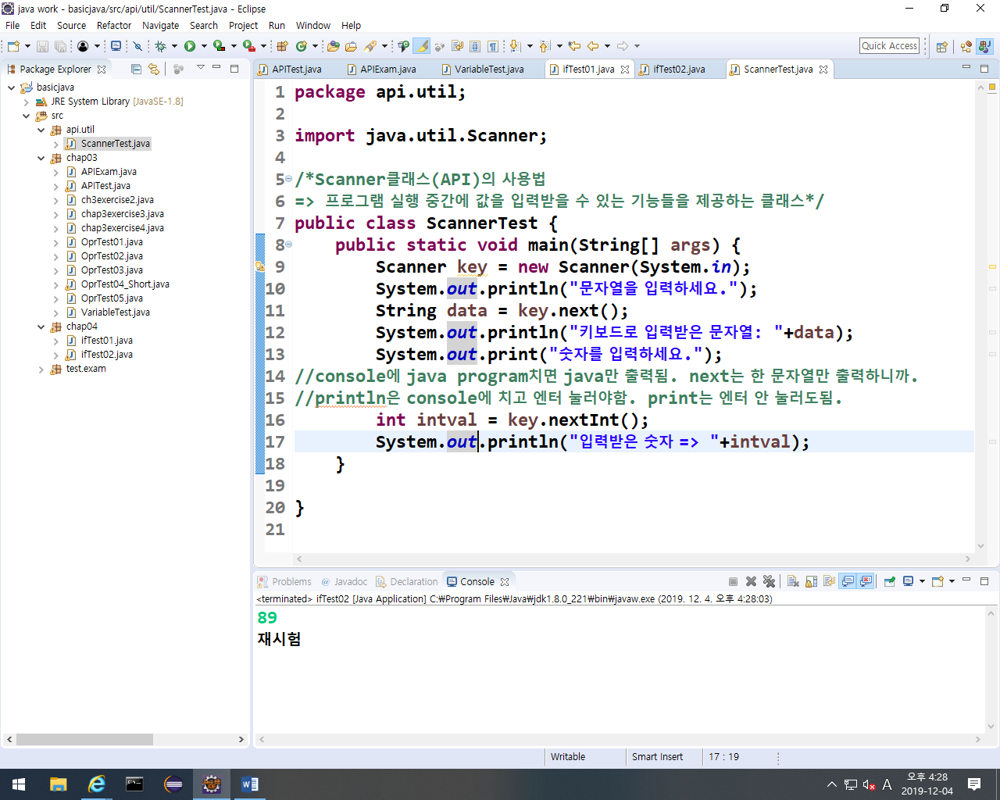 java work - basicjava/src/api/util/ScannerTest.java - Eclipse
File Edit Source Refactor Navigate Search Project Run Window Help
Quick Access
Package Explorer
basicjava
JRE System Library [JavaSE-1.8]
src
api.util
ScannerTest.java
chap03
APIExam.java
APITest.java
ch3exercise2.java
chap3exercise3.java
chap3exercise4.java
OprTest01.java
OprTest02.java
OprTest03.java
OprTest04_Short.java
OprTest05.java
VariableTest.java
chap04
ifTest01.java
ifTest02.java
test.exam
APITest.java APIExam.java VariableTest.java ifTest01.java ifTest02.java ScannerTest.java
1 package api.util;
2
3 import java.util.Scanner;
4
5 /*Scanner클래스(API)의 사용법
6 => 프로그램 실행 중간에 값을 입력받을 수 있는 기능들을 제공하는 클래스*/
7 public class ScannerTest {
8 public static void main(String[] args) {
9 Scanner key = new Scanner(System.in);
10 System.out.println("문자열을 입력하세요.");
11 String data = key.next();
12 System.out.println("키보드로 입력받은 문자열: "+data);
13 System.out.print("숫자를 입력하세요.");
14 //console에 java program치면 java만 출력됨. next는 한 문자열만 출력하니까.
15 //println은 console에 치고 엔터 눌러야함. print는 엔터 안 눌러도됨.
16 int intval = key.nextInt();
17 System.out.println("입력받은 숫자 => "+intval);
18 }
19
20 }
21
Problems @ Javadoc Declaration Console
<terminated> ifTest02 [Java Application] C:₩Program Files₩Java₩jdk1.8.0_221₩bin₩javaw.exe (2019. 12. 4. 오후 4:28:03)
89
재시험
Writable Smart Insert 17 : 19
A 오후 4:28
2019-12-04